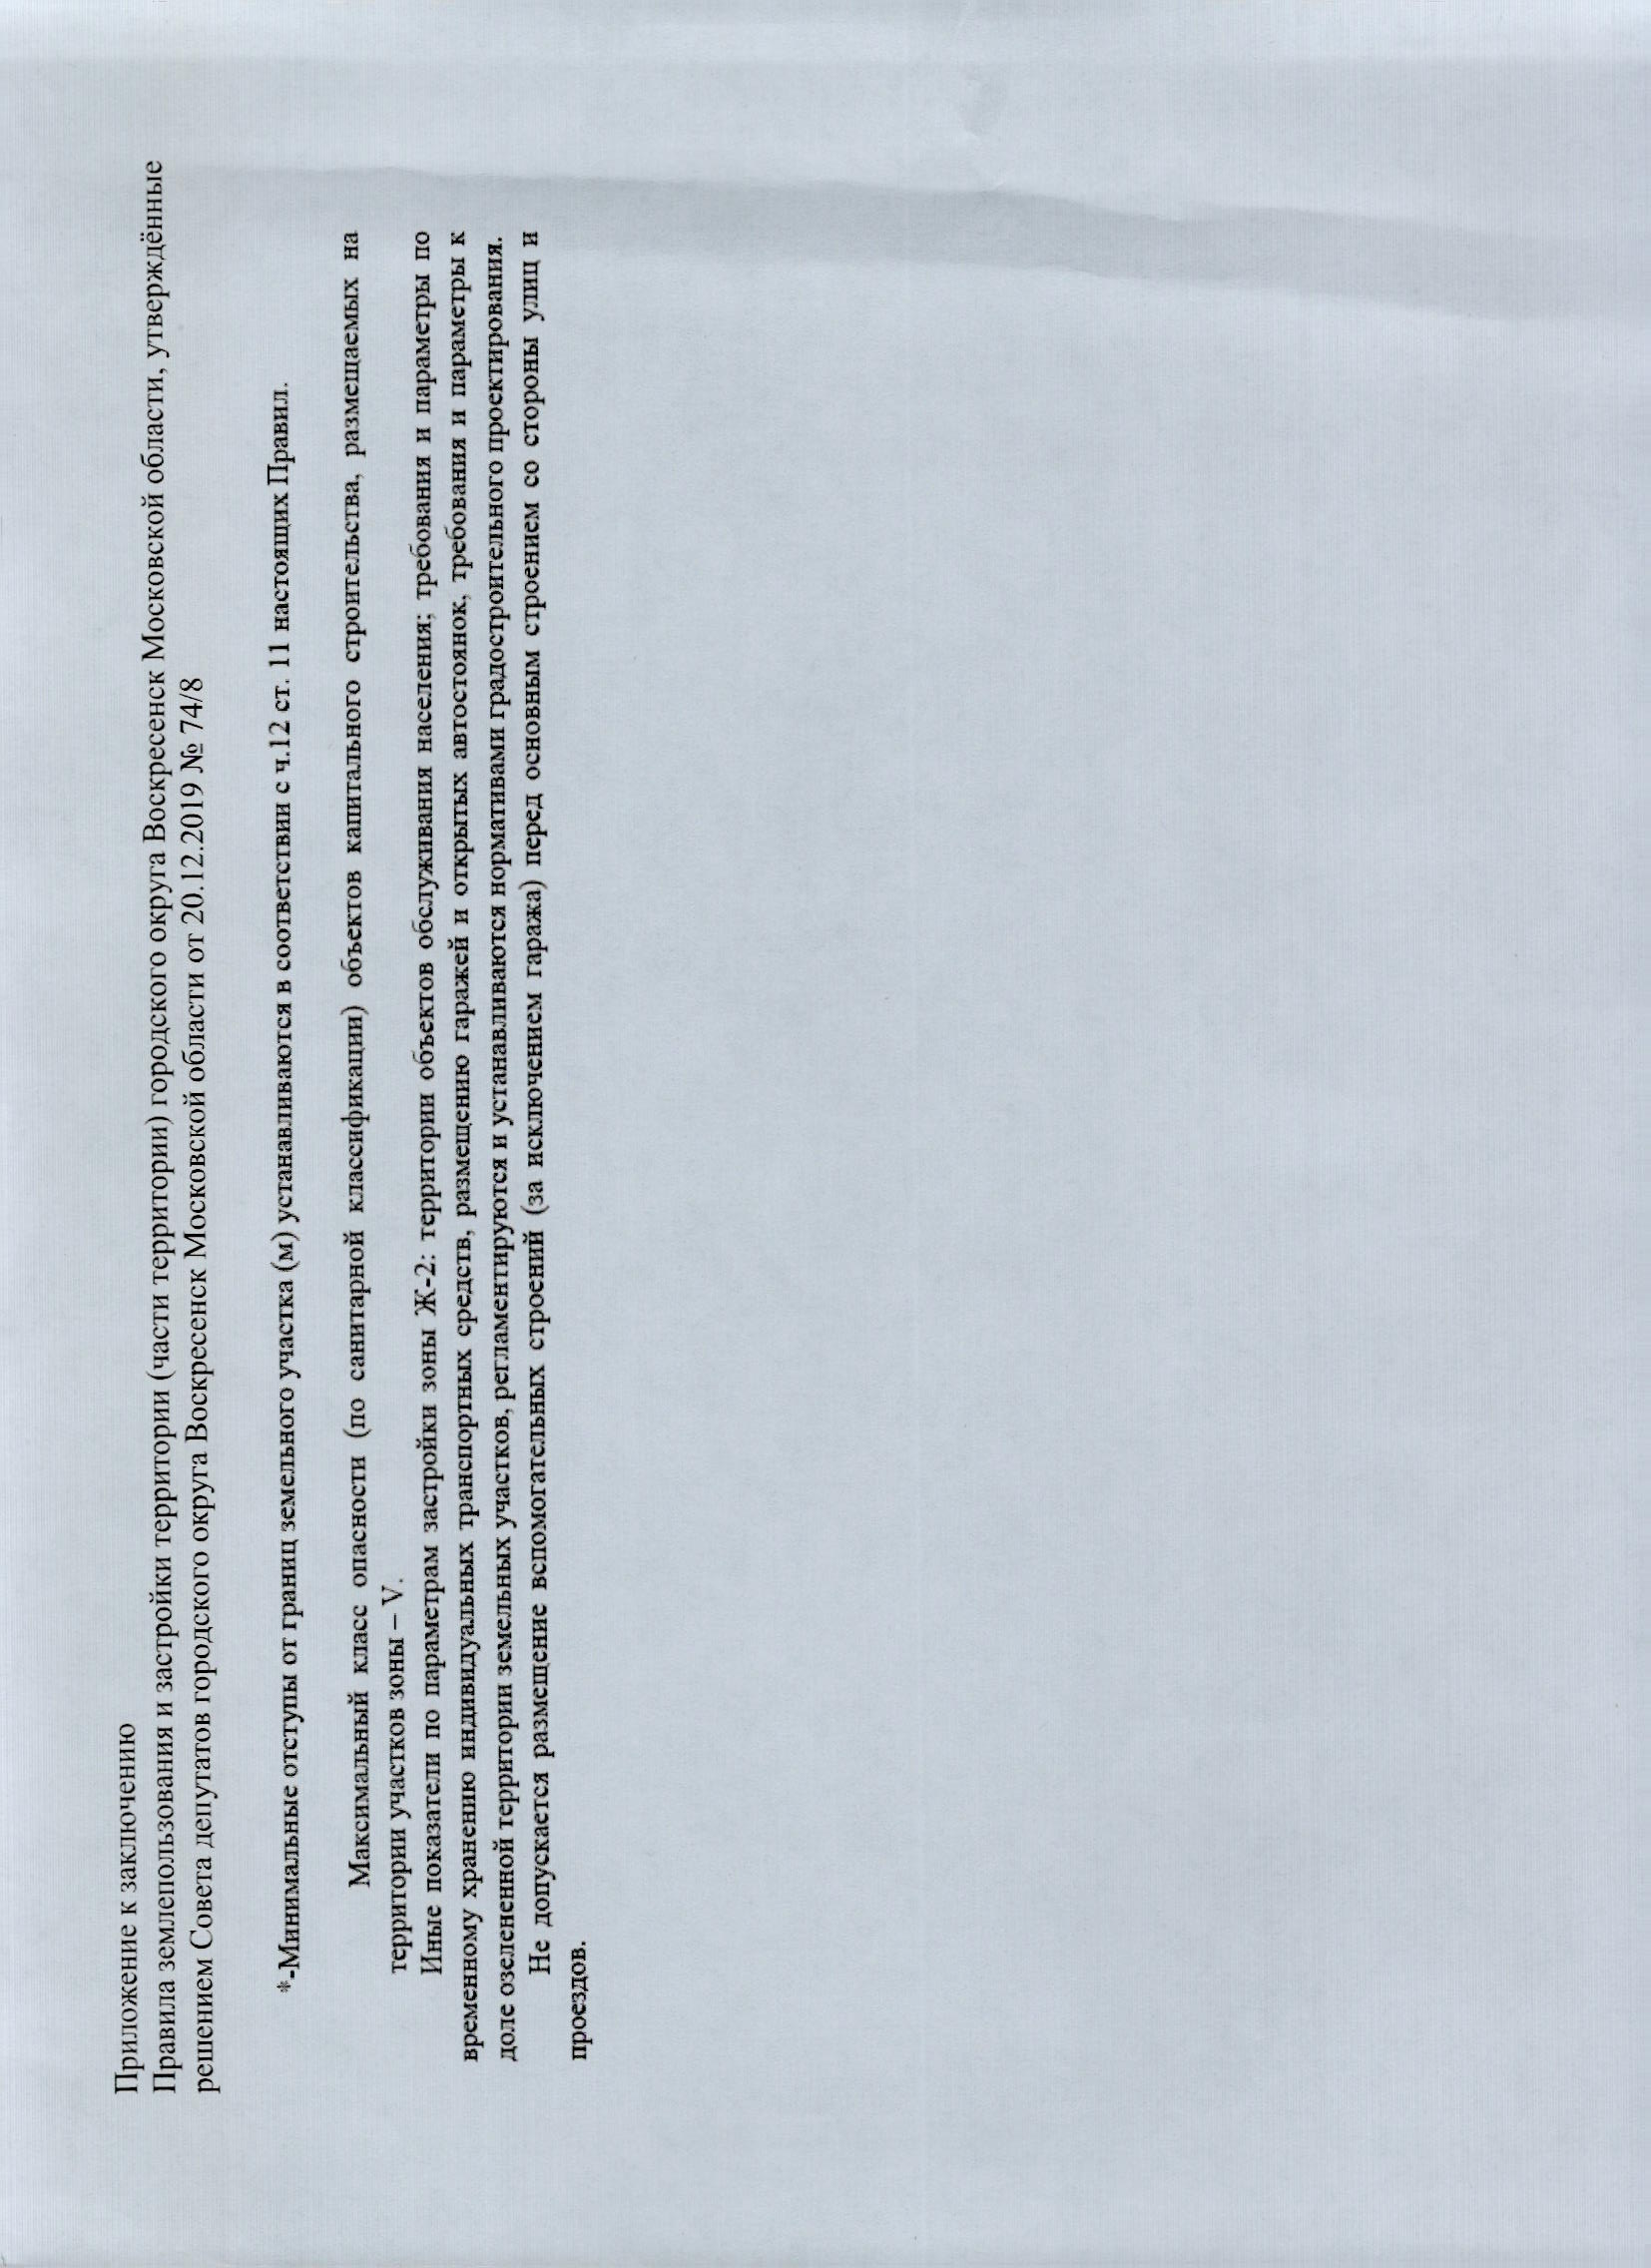 Приложение к заключению
Правила землепользования и застройки территории (части территории) городского округа Воскресенск Московской области, утверждённые
решением Совета депутатов городского округа Воскресенск Московской области от 20.12.2019 № 74/8
*-Минимальные отступы от границ земельного участка (м) устанавливаются в соответствии с ч.12 ст. 11 настоящих Правил.
Максимальный класс опасности (по санитарной классификации) объектов капитального строительства, размещаемых на
территории участков зоны – V.
Иные показатели по параметрам застройки зоны Ж-2: территории объектов обслуживания населения; требования и параметры по
временному хранению индивидуальных транспортных средств, размещению гаражей и открытых автостоянок, требования и параметры к
доле озелененной территории земельных участков, регламентируются и устанавливаются нормативами градостроительного проектирования.
Не допускается размещение вспомогательных строений (за исключением гаража) перед основным строением со стороны улиц и
проездов.